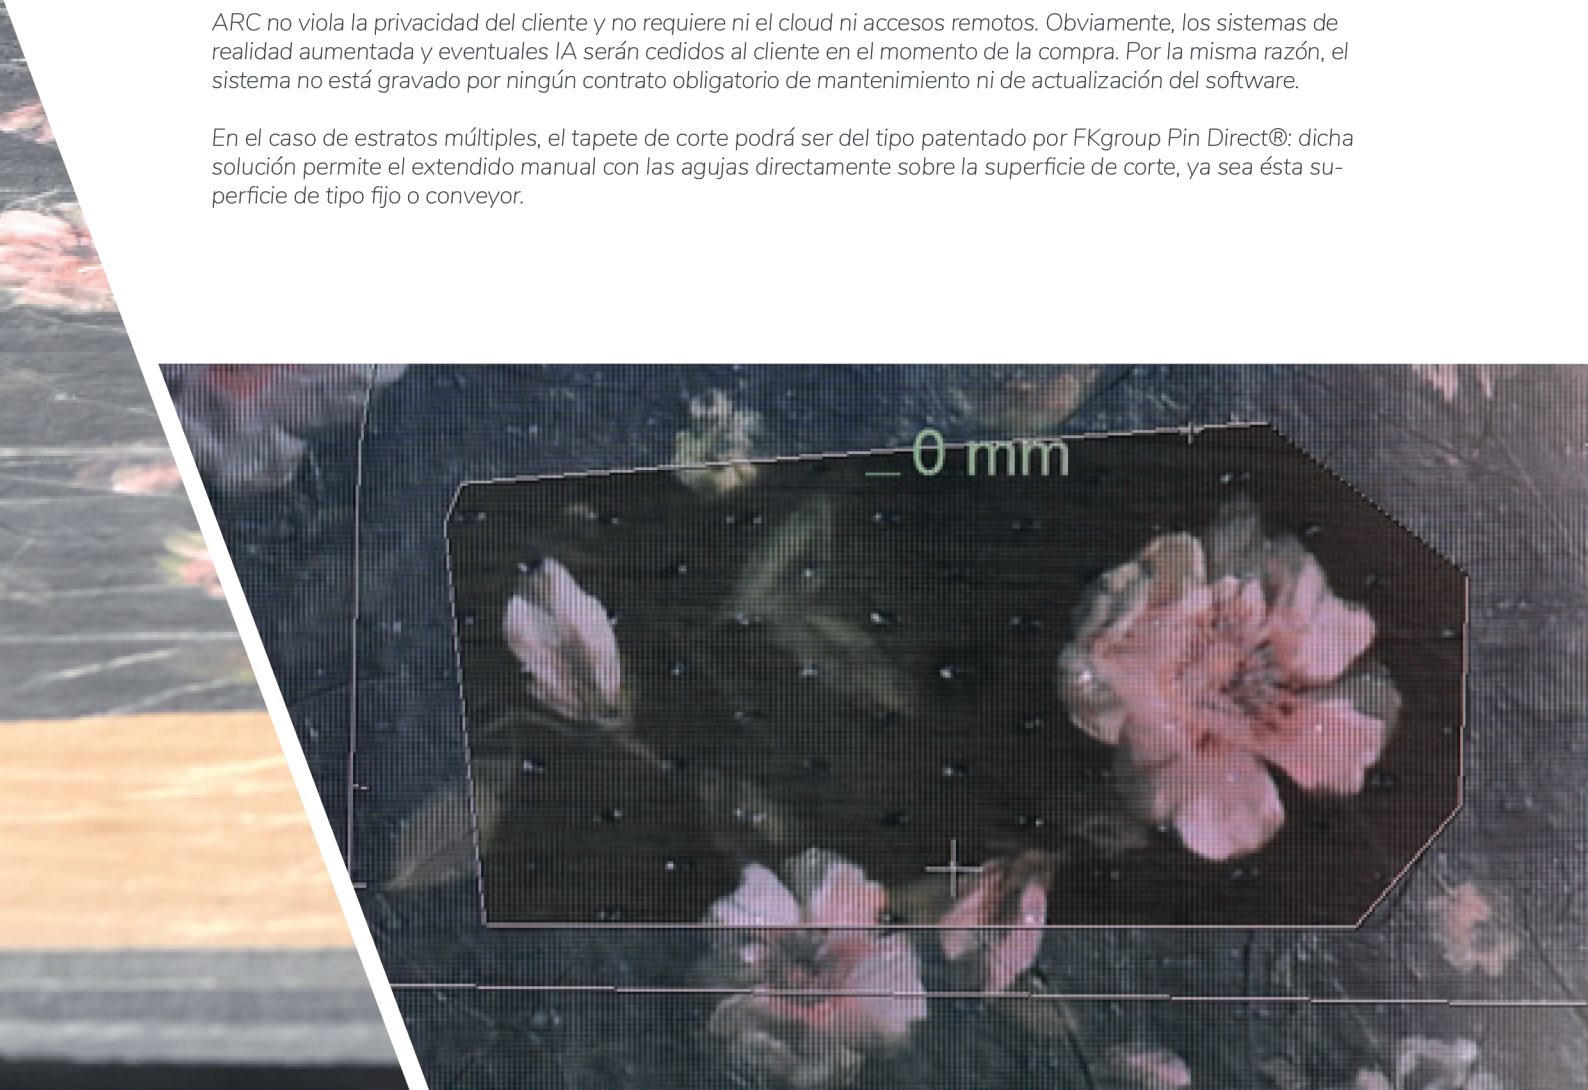 ARC no viola la privacidad del cliente y no requiere ni el cloud ni accesos remotos. Obviamente, los sistemas de
realidad aumentada y eventuales IA serán cedidos al cliente en el momento de la compra. Por la misma razón, el
sistema no está gravado por ningún contrato obligatorio de mantenimiento ni de actualización del software.
En el caso de estratos múltiples, el tapete de corte podrá ser del tipo patentado por FKgroup Pin Direct®: dicha
solución permite el extendido manual con las agujas directamente sobre la superficie de corte, ya sea ésta su-
perficie de tipo fijo o conveyor.
_0 mm